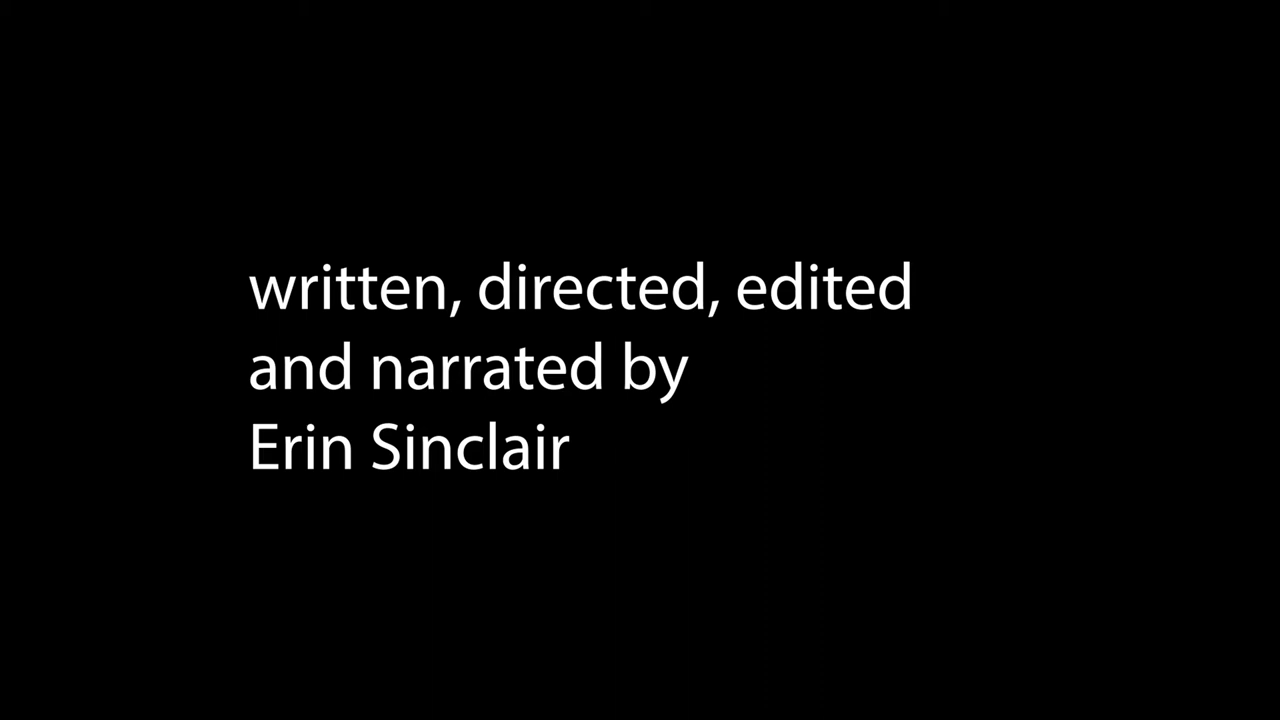 written, directed, edited
and narrated by
Erin Sinclair